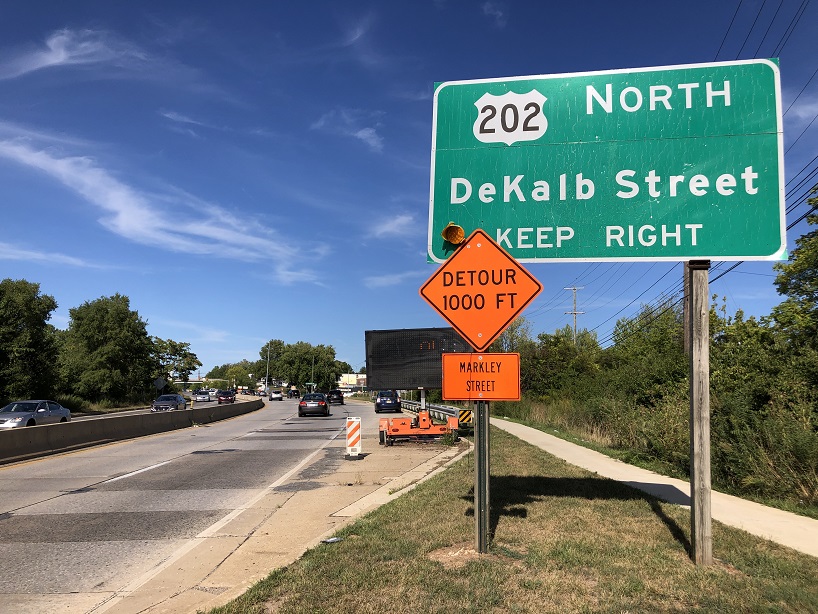 202 NORTH
DeKalb Street
KEEP RIGHT
DETOUR
1000 FT
MARKLEY
STREET